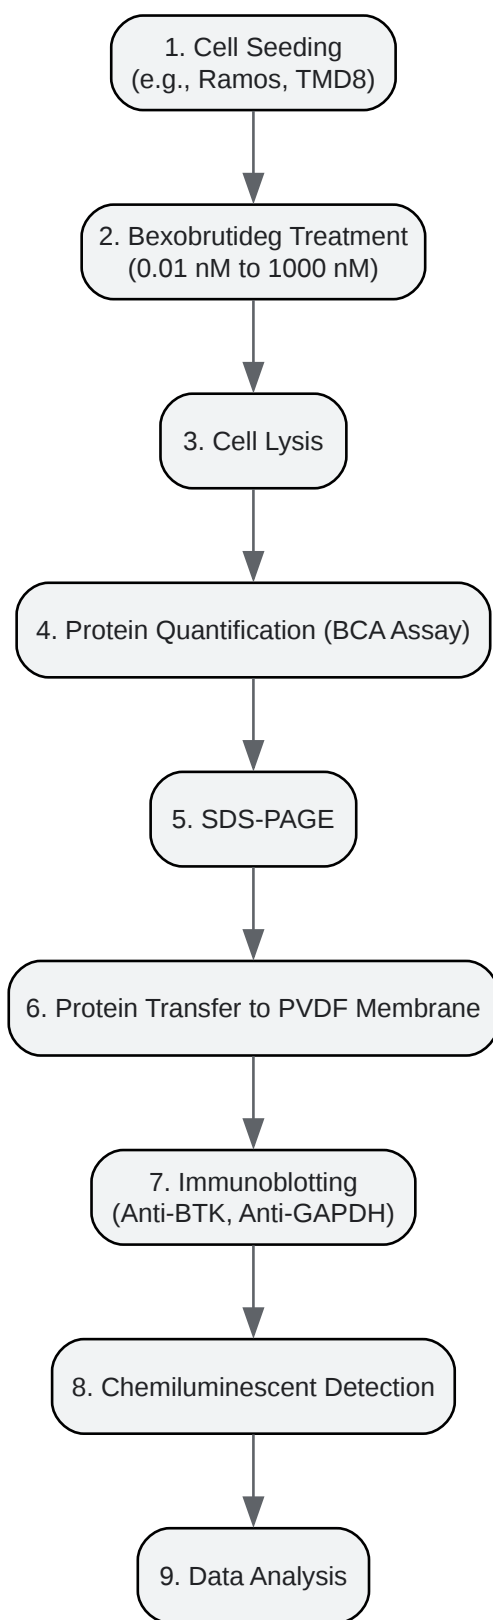 1. Cell Seeding
(e.g., Ramos, TMD8)
2. Bexobrutideg Treatment
(0.01 nM to 1000 nM)
3. Cell Lysis
4. Protein Quantification (BCA Assay)
5. SDS-PAGE
6. Protein Transfer to PVDF Membrane
7. Immunoblotting
(Anti-BTK, Anti-GAPDH)
8. Chemiluminescent Detection
9. Data Analysis